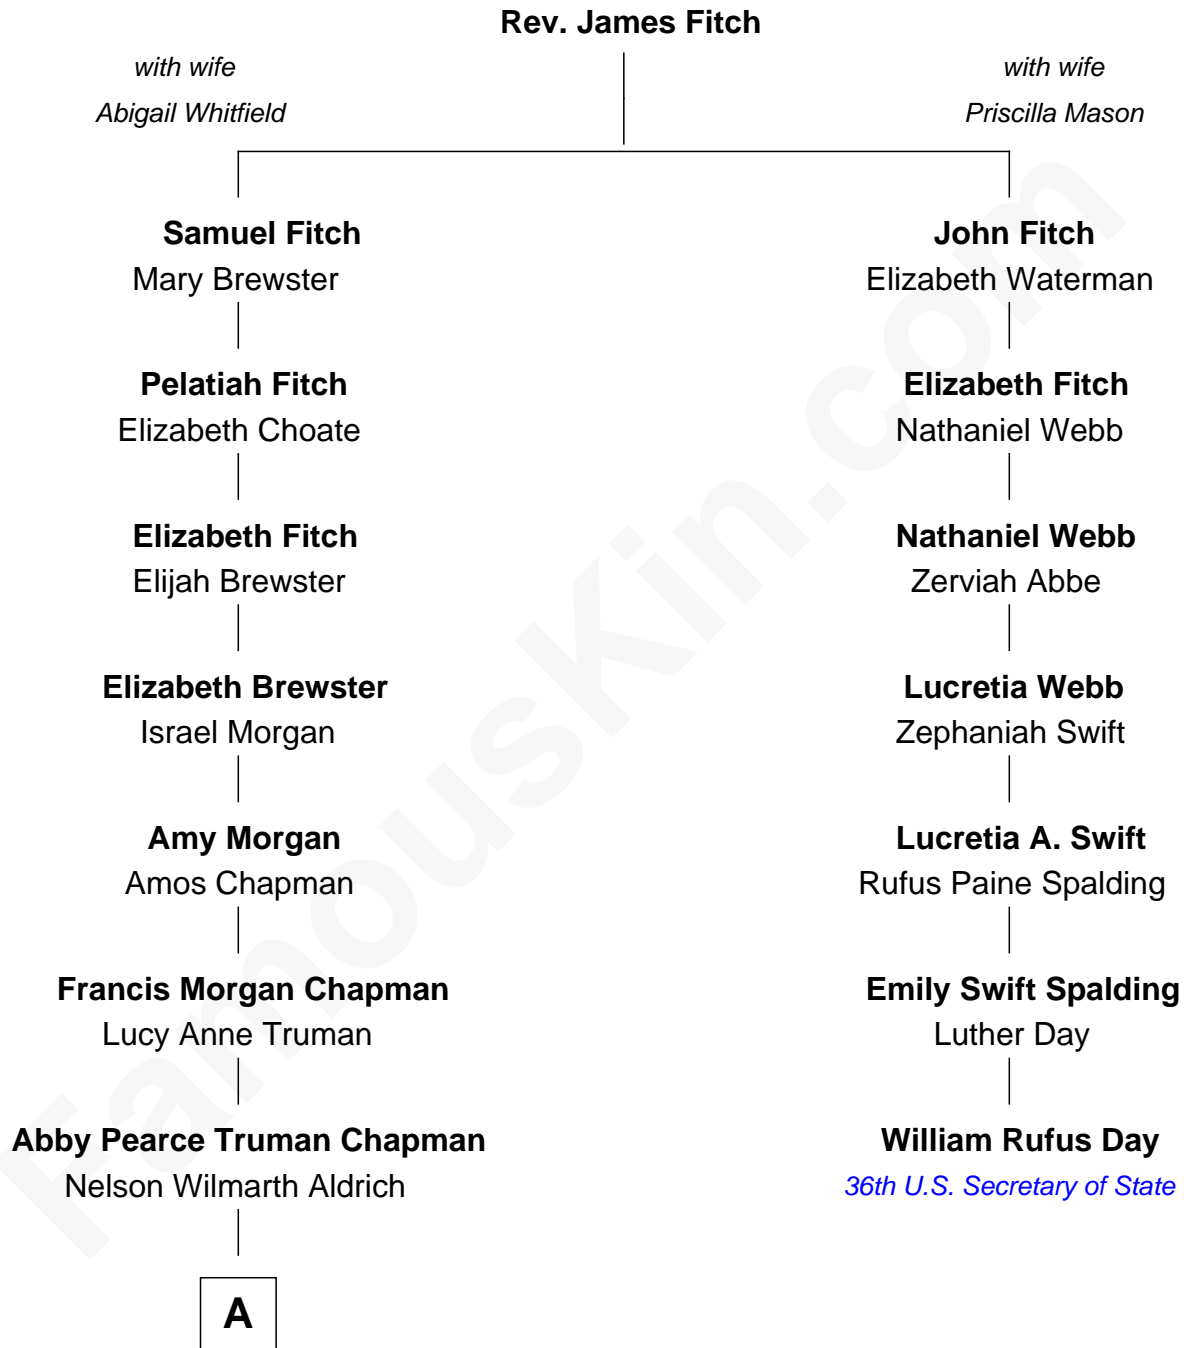 Rev. James Fitch
with wife
Abigail Whitfield
with wife
Priscilla Mason
Samuel Fitch
Mary Brewster
John Fitch
Elizabeth Waterman
Pelatiah Fitch
Elizabeth Choate
Elizabeth Fitch
Nathaniel Webb
Elizabeth Fitch
Elijah Brewster
Nathaniel Webb
Zerviah Abbe
Elizabeth Brewster
Israel Morgan
Lucretia Webb
Zephaniah Swift
Amy Morgan
Amos Chapman
Lucretia A. Swift
Rufus Paine Spalding
Francis Morgan Chapman
Lucy Anne Truman
Emily Swift Spalding
Luther Day
Abby Pearce Truman Chapman
Nelson Wilmarth Aldrich
William Rufus Day
36th U.S. Secretary of State
A
FamousKin.com